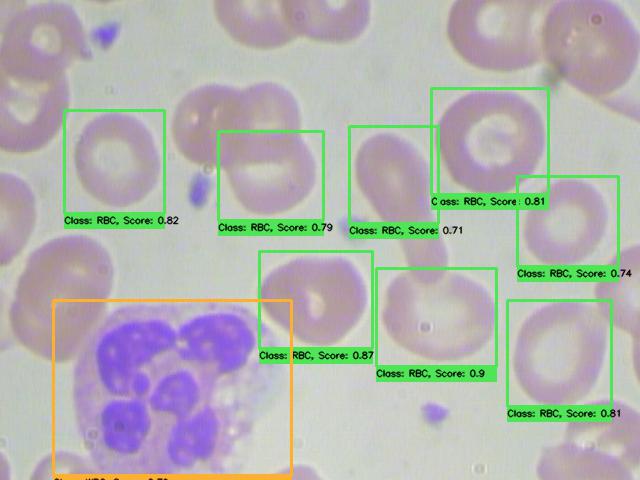 Class: RBC, Score: 0.81
Class: RBC, Score: 0.82
Class: RBC, Score: 0.79
Class: RBC, Score: 0.71
Class: RBC, Score: 0.74
Class: RBC, Score: 0.87
Class: RBC, Score: 0.9
Class: RBC, Score: 0.81